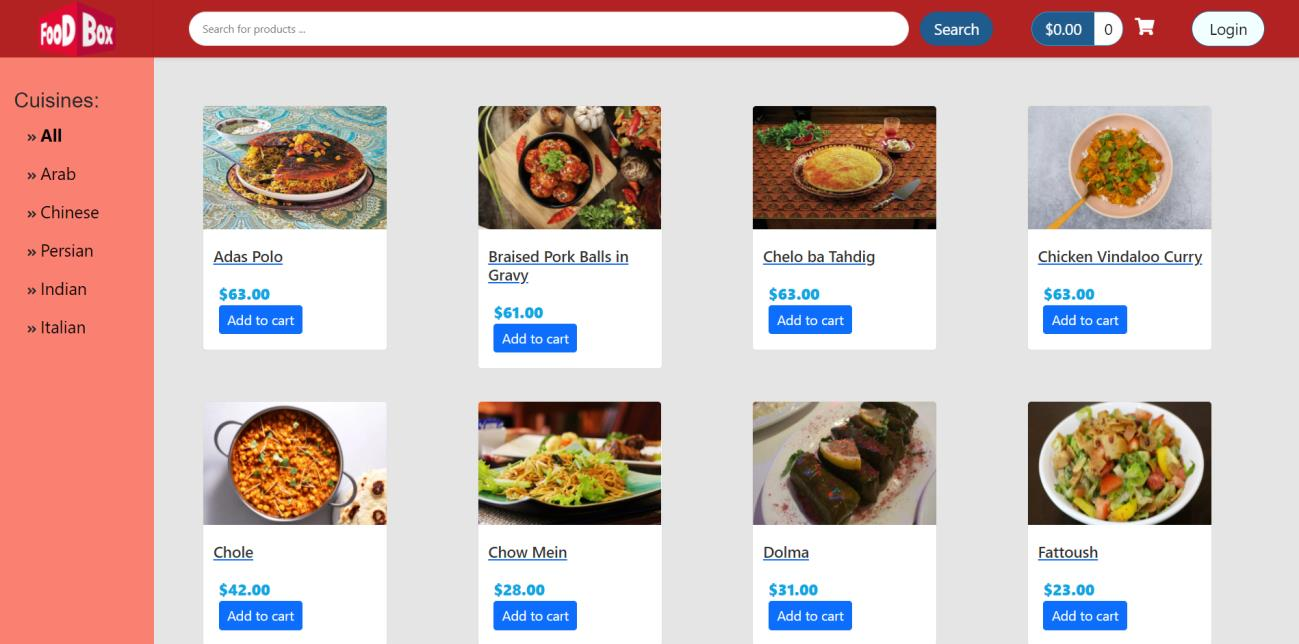 FooD Box
Search for products ...
Search
$0.00 0
Login
Cuisines:
» All
» Arab
» Chinese
» Persian
» Indian
» Italian
Adas Polo
$63.00
Add to cart
Braised Pork Balls in
Gravy
$61.00
Add to cart
Chelo ba Tahdig
$63.00
Add to cart
Chicken Vindaloo Curry
$63.00
Add to cart
Chole
$42.00
Add to cart
Chow Mein
$28.00
Add to cart
Dolma
$31.00
Add to cart
Fattoush
$23.00
Add to cart